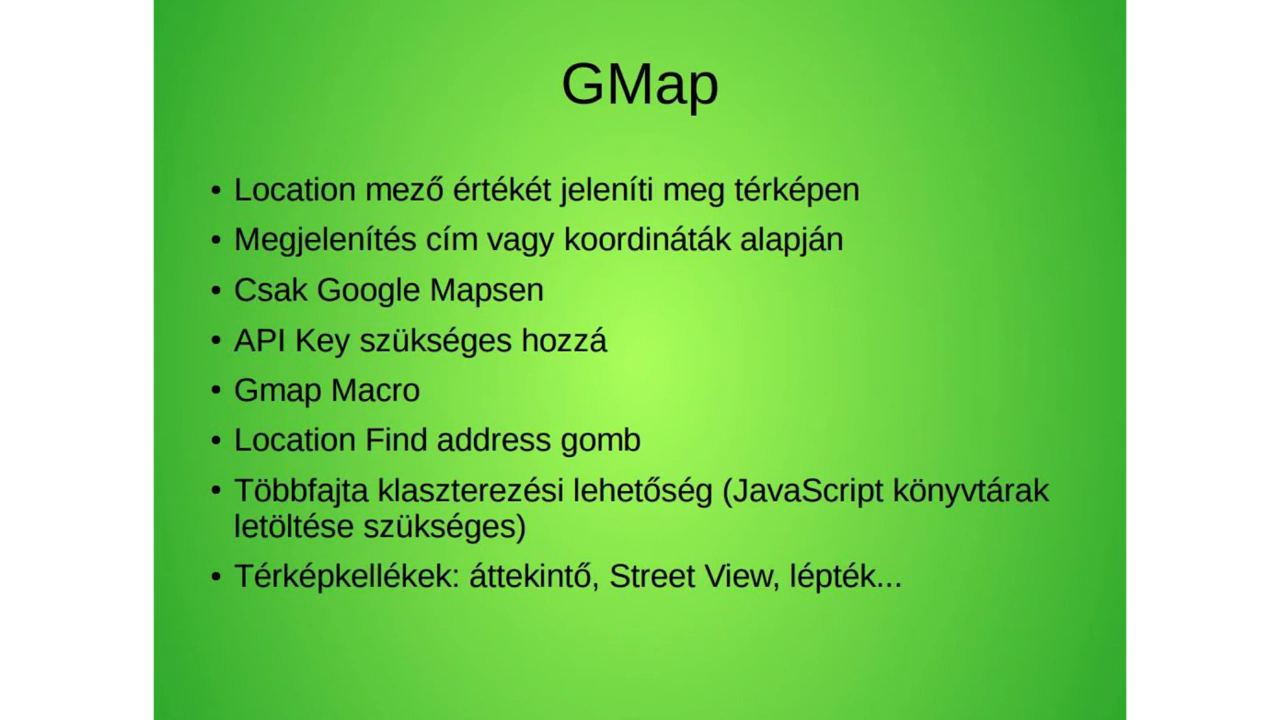 GMap
• Location mező értékét jeleníti meg térképen
• Megjelenítés cím vagy koordináták alapján
• Csak Google Mapsen
• API Key szükséges hozzá
• Gmap Macro
• Location Find address gomb
• Többfajta klaszterezési lehetőség (JavaScript könyvtárak
letöltése szükséges)
• Térképkellékek: áttekintő, Street View, lépték...